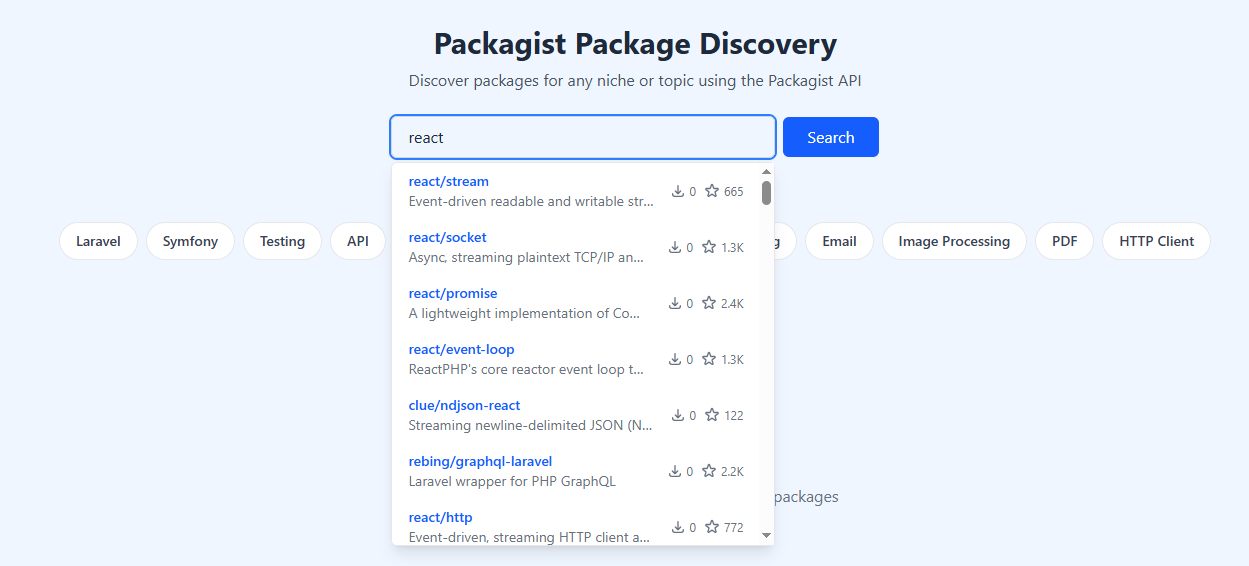 Packagist Package Discovery
Discover packages for any niche or topic using the Packagist API
react
Search
react/stream
Event-driven readable and writable str...
0
665
react/socket
Async, streaming plaintext TCP/IP an...
0
1.3K
Laravel
Symfony
Testing
API
g
Email
Image Processing
PDF
HTTP Client
react/promise
A lightweight implementation of Co...
0
2.4K
react/event-loop
ReactPHP's core reactor event loop t...
0
1.3K
clue/ndjson-react
Streaming newline-delimited JSON (N...
0
122
rebing/graphql-laravel
Laravel wrapper for PHP GraphQL
0
2.2K
packages
react/http
Event-driven, streaming HTTP client a...
0
772